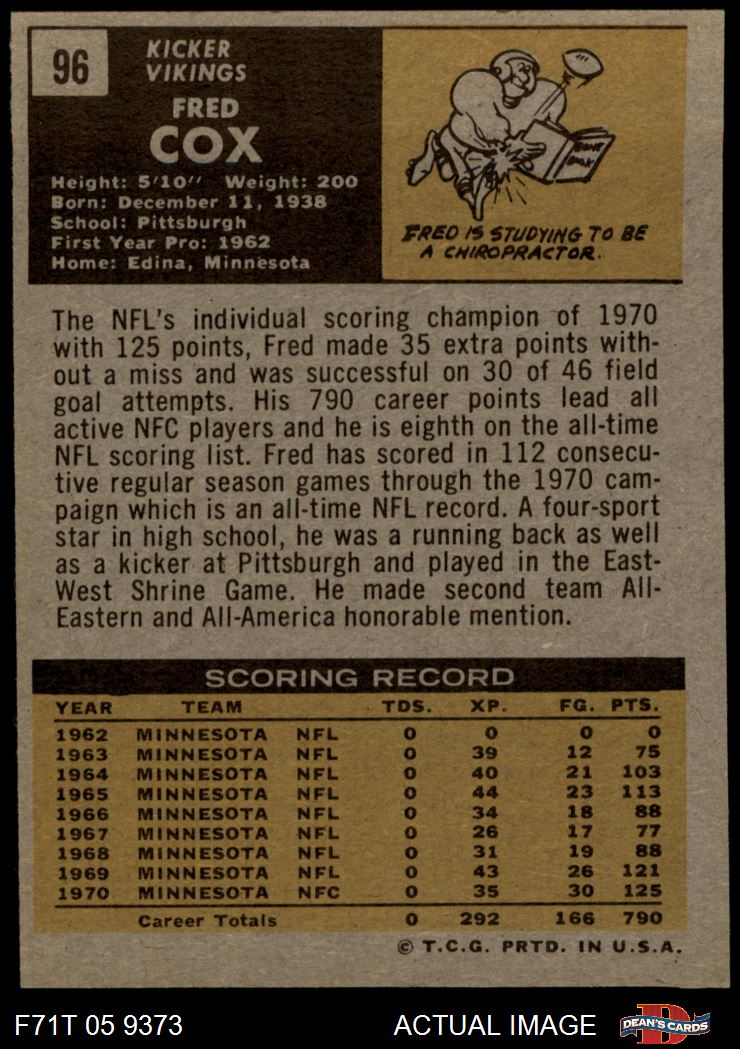 96
KICKER
VIKINGS
FRED
COX
Height: 5'10" Weight: 200
Born: December 11, 1938
School: Pittsburgh
First Year Pro: 1962
Home: Edina, Minnesota
BONE
BOOK
FRED IS STUDYING TO BE
A CHIROPRACTOR.
The NFL's individual scoring champion of 1970
with 125 points, Fred made 35 extra points with-
out a miss and was successful on 30 of 46 field
goal attempts. His 790 career points lead all
active NFC players and he is eighth on the all-time
NFL scoring list. Fred has scored in 112 consecu-
tive regular season games through the 1970 cam-
paign which is an all-time NFL record. A four-sport
star in high school, he was a running back as well
as a kicker at Pittsburgh and played in the East-
West Shrine Game. He made second team All-
Eastern and All-America honorable mention.
SCORING RECORD
YEAR TEAM TDS. XP. FG. PTS.
1962 MINNESOTA NFL 0 0 0 0
1963 MINNESOTA NFL 0 39 12 75
1964 MINNESOTA NFL 0 40 21 103
1965 MINNESOTA NFL 0 44 23 113
1966 MINNESOTA NFL 0 34 18 88
1967 MINNESOTA NFL 0 26 17 77
1968 MINNESOTA NFL 0 31 19 88
1969 MINNESOTA NFL 0 43 26 121
1970 MINNESOTA NFC 0 35 30 125
Career Totals 0 292 166 790
© T.C.G. PRTD. IN U.S.A.
F71T 05 9373 ACTUAL IMAGE
D
DEAN'S CARDS